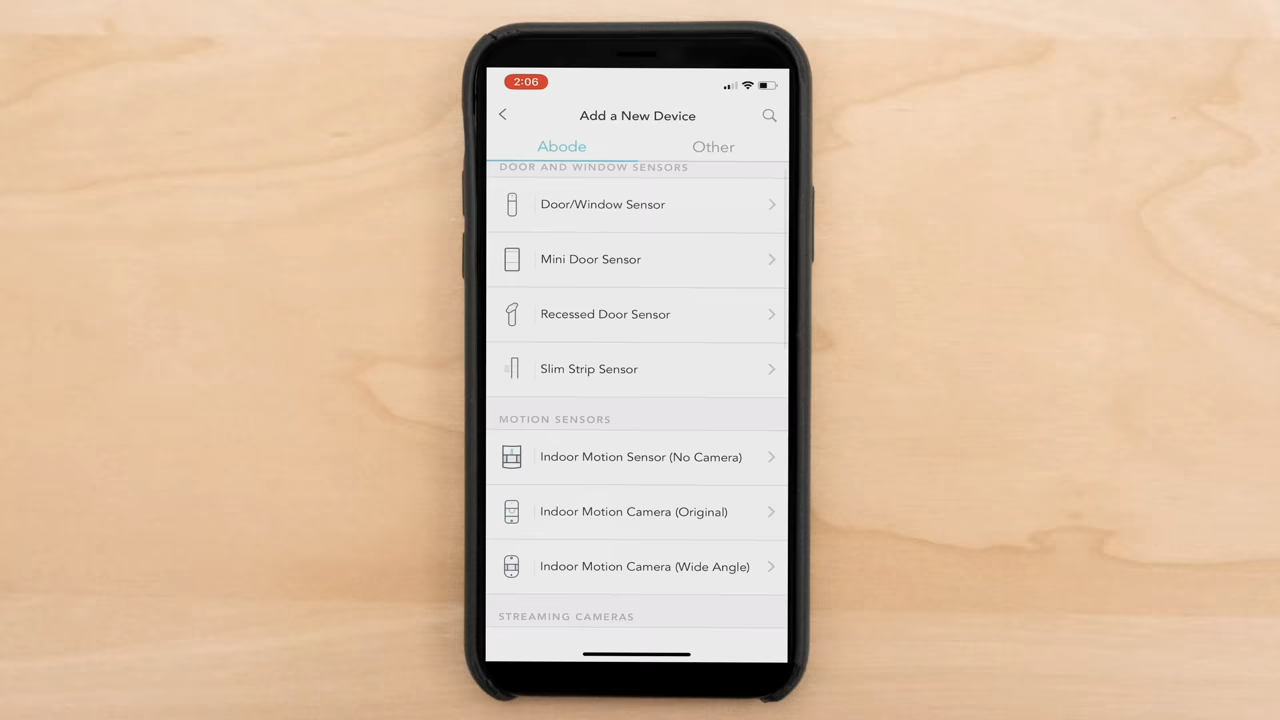 2:06
Add a New Device
Abode
Other
DOOR AND WINDOW SENSORS
Door/Window Sensor
Mini Door Sensor
Recessed Door Sensor
Slim Strip Sensor
MOTION SENSORS
Indoor Motion Sensor (No Camera)
Indoor Motion Camera (Original)
Indoor Motion Camera (Wide Angle)
STREAMING CAMERAS